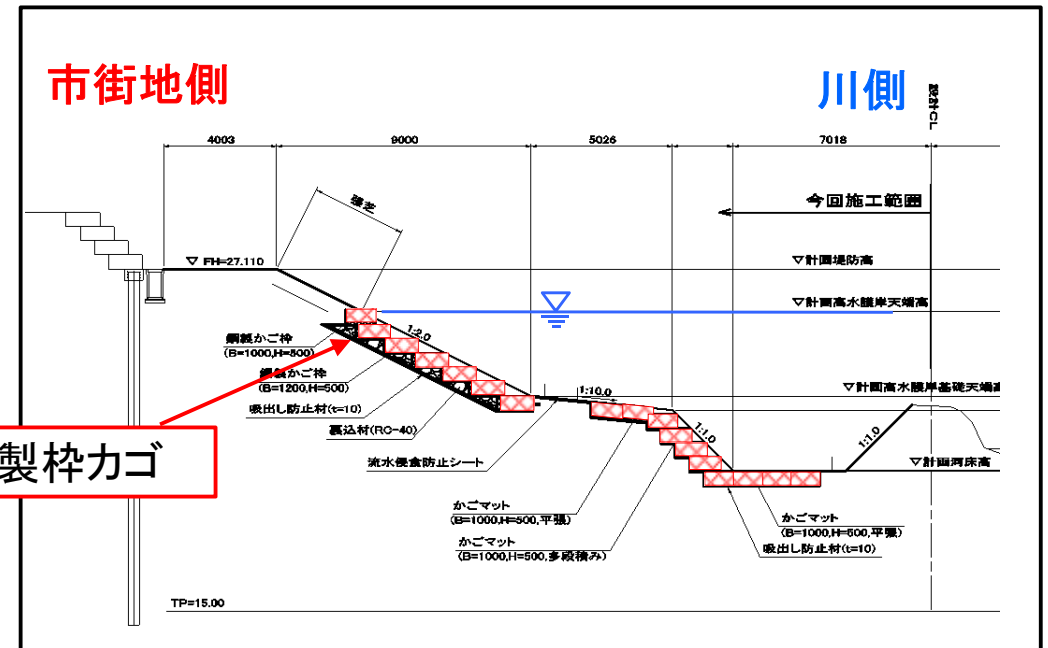 市街地側
川側
設計CL
4003
9000
5026
7018
張芝
今回施工範囲
▽ FH=27.110
▽計画堤防高
▽計画高水護岸天端高
1:2.0
鋼製かご枠
(B=1000,H=500)
鋼製かご枠
(B=1200,H=500)
吸出し防止材(t=10)
裏込材(RC-40)
流水侵食防止シート
1:10.0
▽計画高水護岸基礎天端高
1:1.0
1:1.0
製枠カゴ
▽計画河床高
かごマット
(B=1000,H=500,平張)
かごマット
(B=1000,H=500,多段積み)
かごマット
(B=1000,H=500,平張)
吸出し防止材(t=10)
TP=15.00